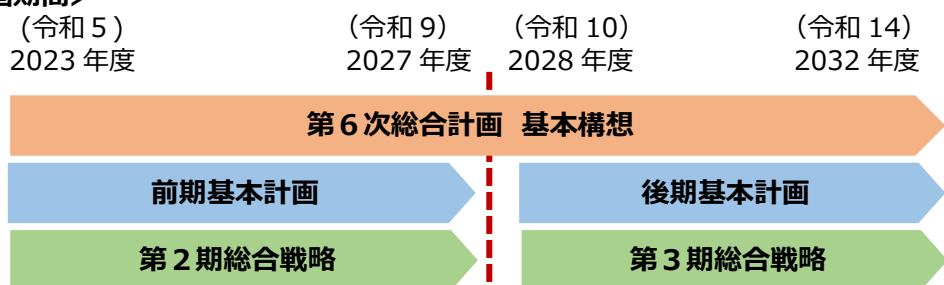 (令和５)　（令和 9）　（令和 10）　（令和 14）
2023 年度　2027 年度　2028 年度　2032 年度
第６次総合計画 基本構想
前期基本計画　後期基本計画
第２期総合戦略　第３期総合戦略